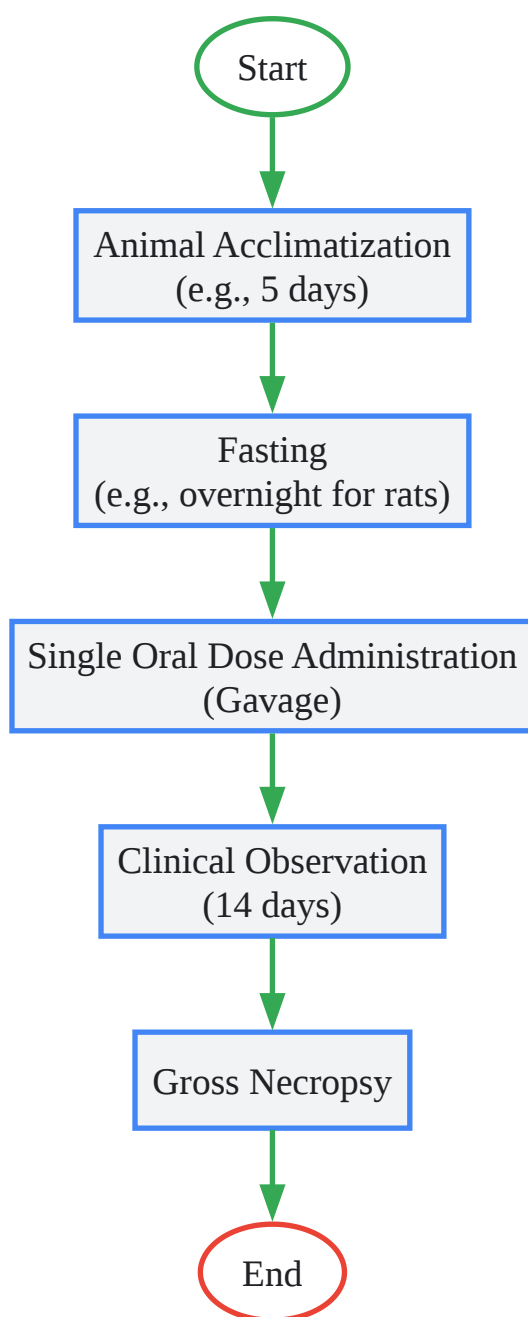 Start
Animal Acclimatization
(e.g., 5 days)
Fasting
(e.g., overnight for rats)
Single Oral Dose Administration
(Gavage)
Clinical Observation
(14 days)
Gross Necropsy
End